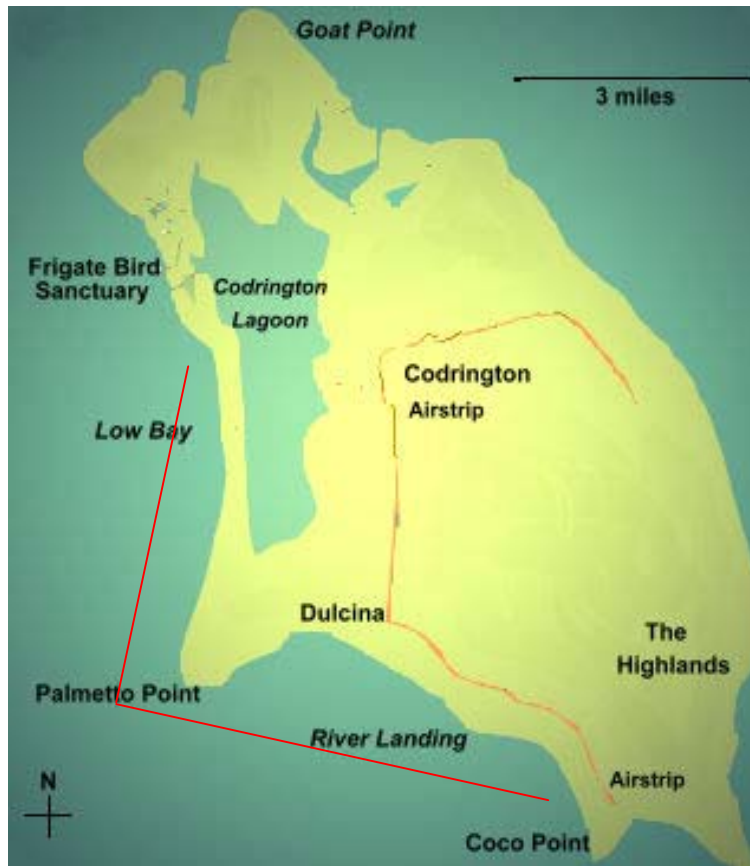 Goat Point
3 miles
Frigate Bird
Sanctuary
Codrington
Lagoon
Codrington
Airstrip
Low Bay
Dulcina
The
Highlands
Palmetto Point
River Landing
N
Airstrip
Coco Point